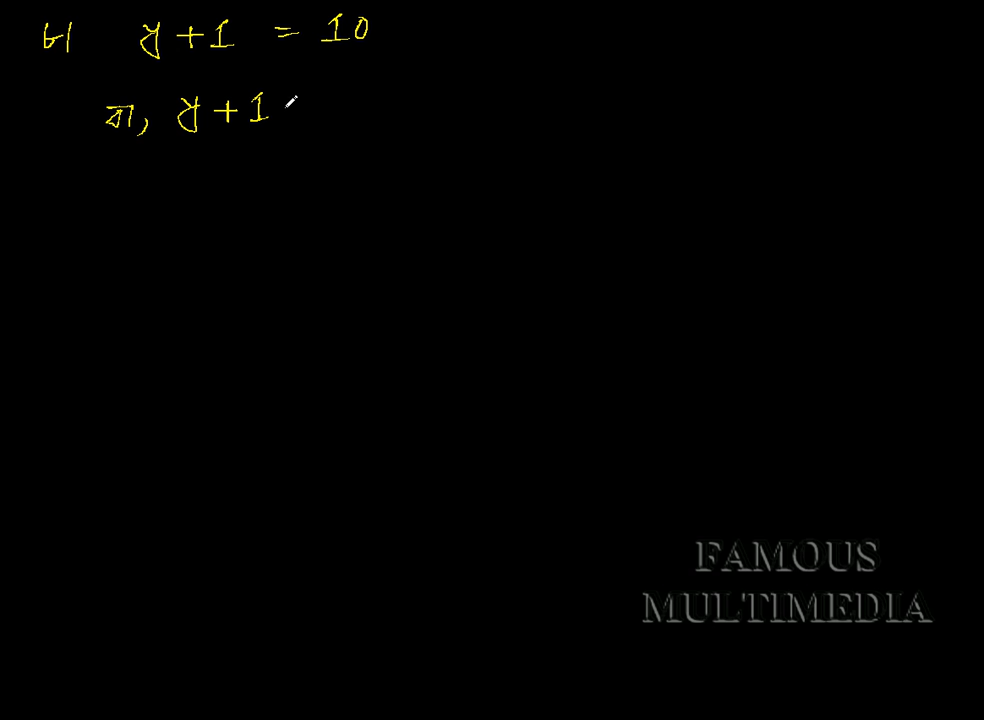 ৮। y + 1 = 10
বা, y + 1
FAMOUS
MULTIMEDIA